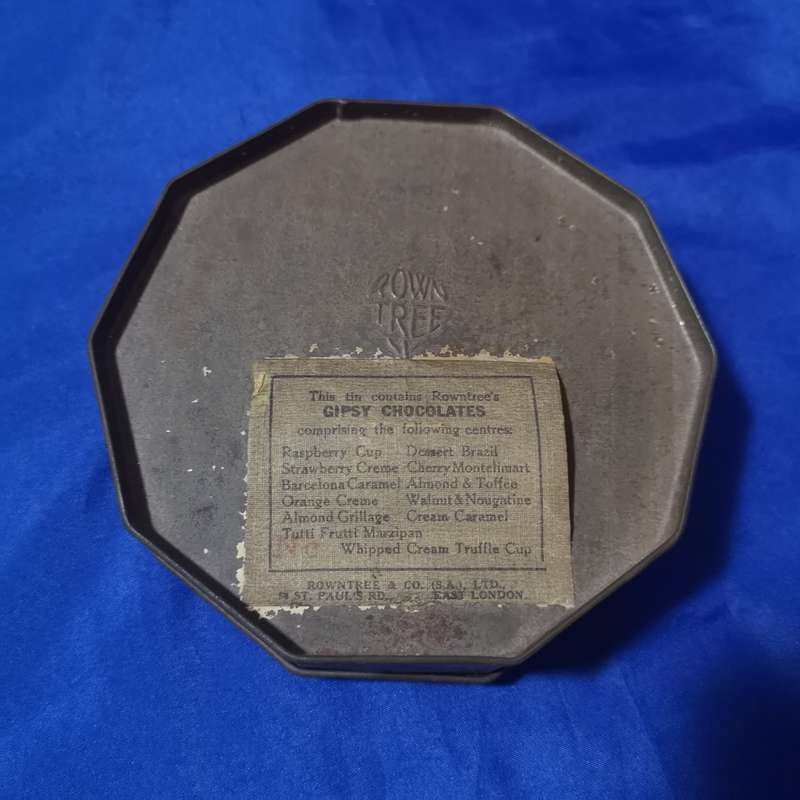 ROWN
TREE
This tin contains Rowntree's
GIPSY CHOCOLATES
comprising the following centres:
Raspberry Cup Dessert Brazil
Strawberry Creme Cherry Montelimart
Barcelona Caramel Almond & Toffee
Orange Creme Walnut & Nougatine
Almond Grillage Cream Caramel
Tutti Frutti Marzipan
Whipped Cream Truffle Cup
ROWNTREE & CO. (S.A.), LTD.,
ST. PAUL'S RD., EAST LONDON